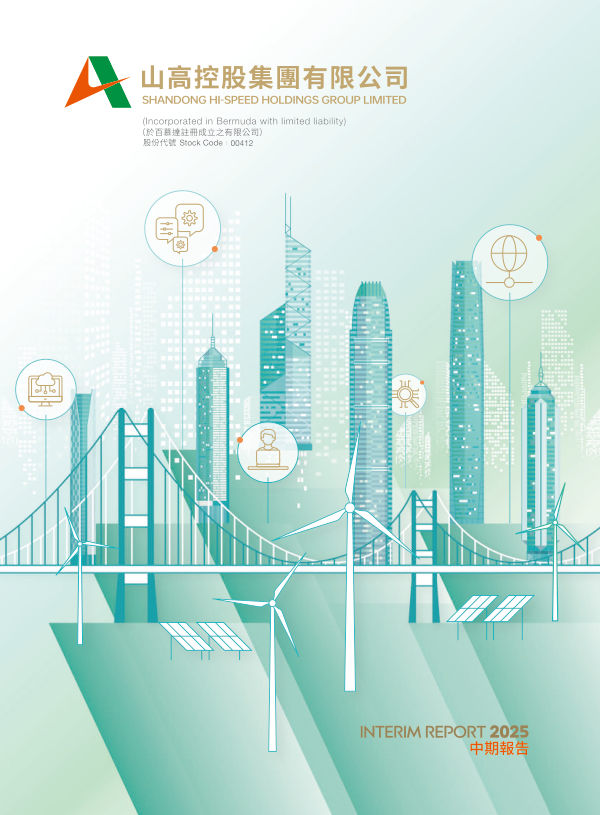 山高控股集團有限公司
SHANDONG HI-SPEED HOLDINGS GROUP LIMITED
(Incorporated in Bermuda with limited liability)
(於百慕達註冊成立之有限公司)
股份代號 Stock Code : 00412
INTERIM REPORT 2025
中期報告